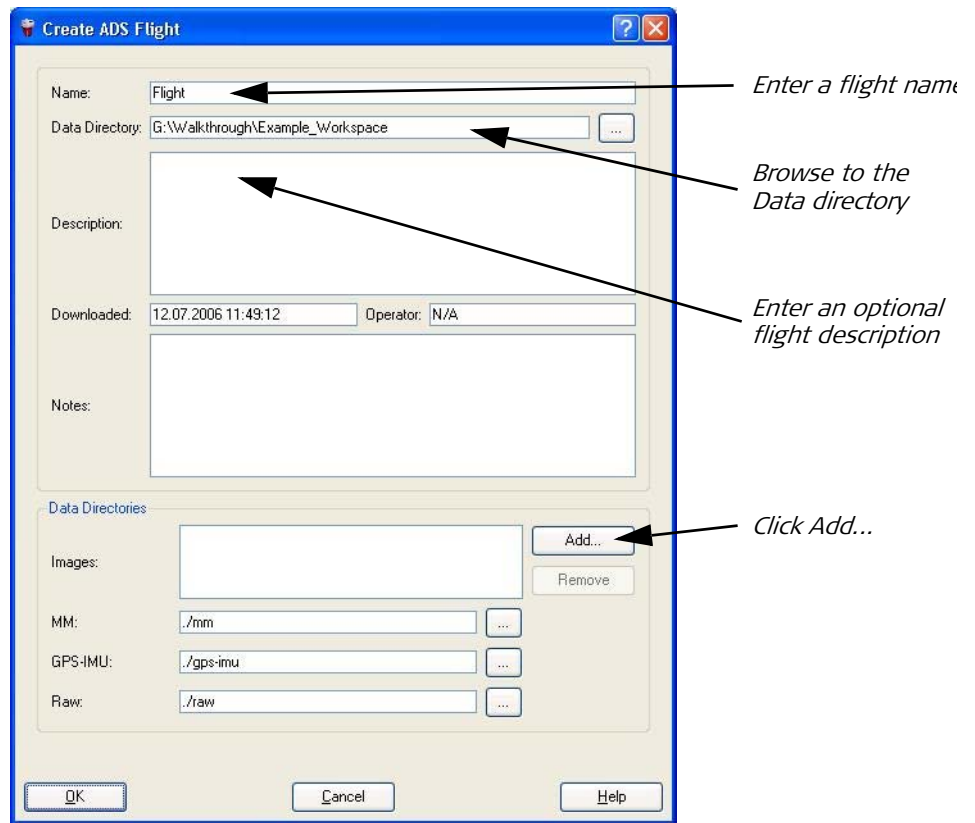 Create ADS Flight
Name: Flight
Enter a flight name
Data Directory: G:\Walkthrough\Example_Workspace ...
Browse to the
Data directory
Description:
Enter an optional
flight description
Downloaded: 12.07.2006 11:49:12 Operator: N/A
Notes:
Data Directories
Images:
Add...
Click Add...
Remove
MM: ./mm ...
GPS-IMU: ./gps-imu ...
Raw: ./raw ...
OK Cancel Help